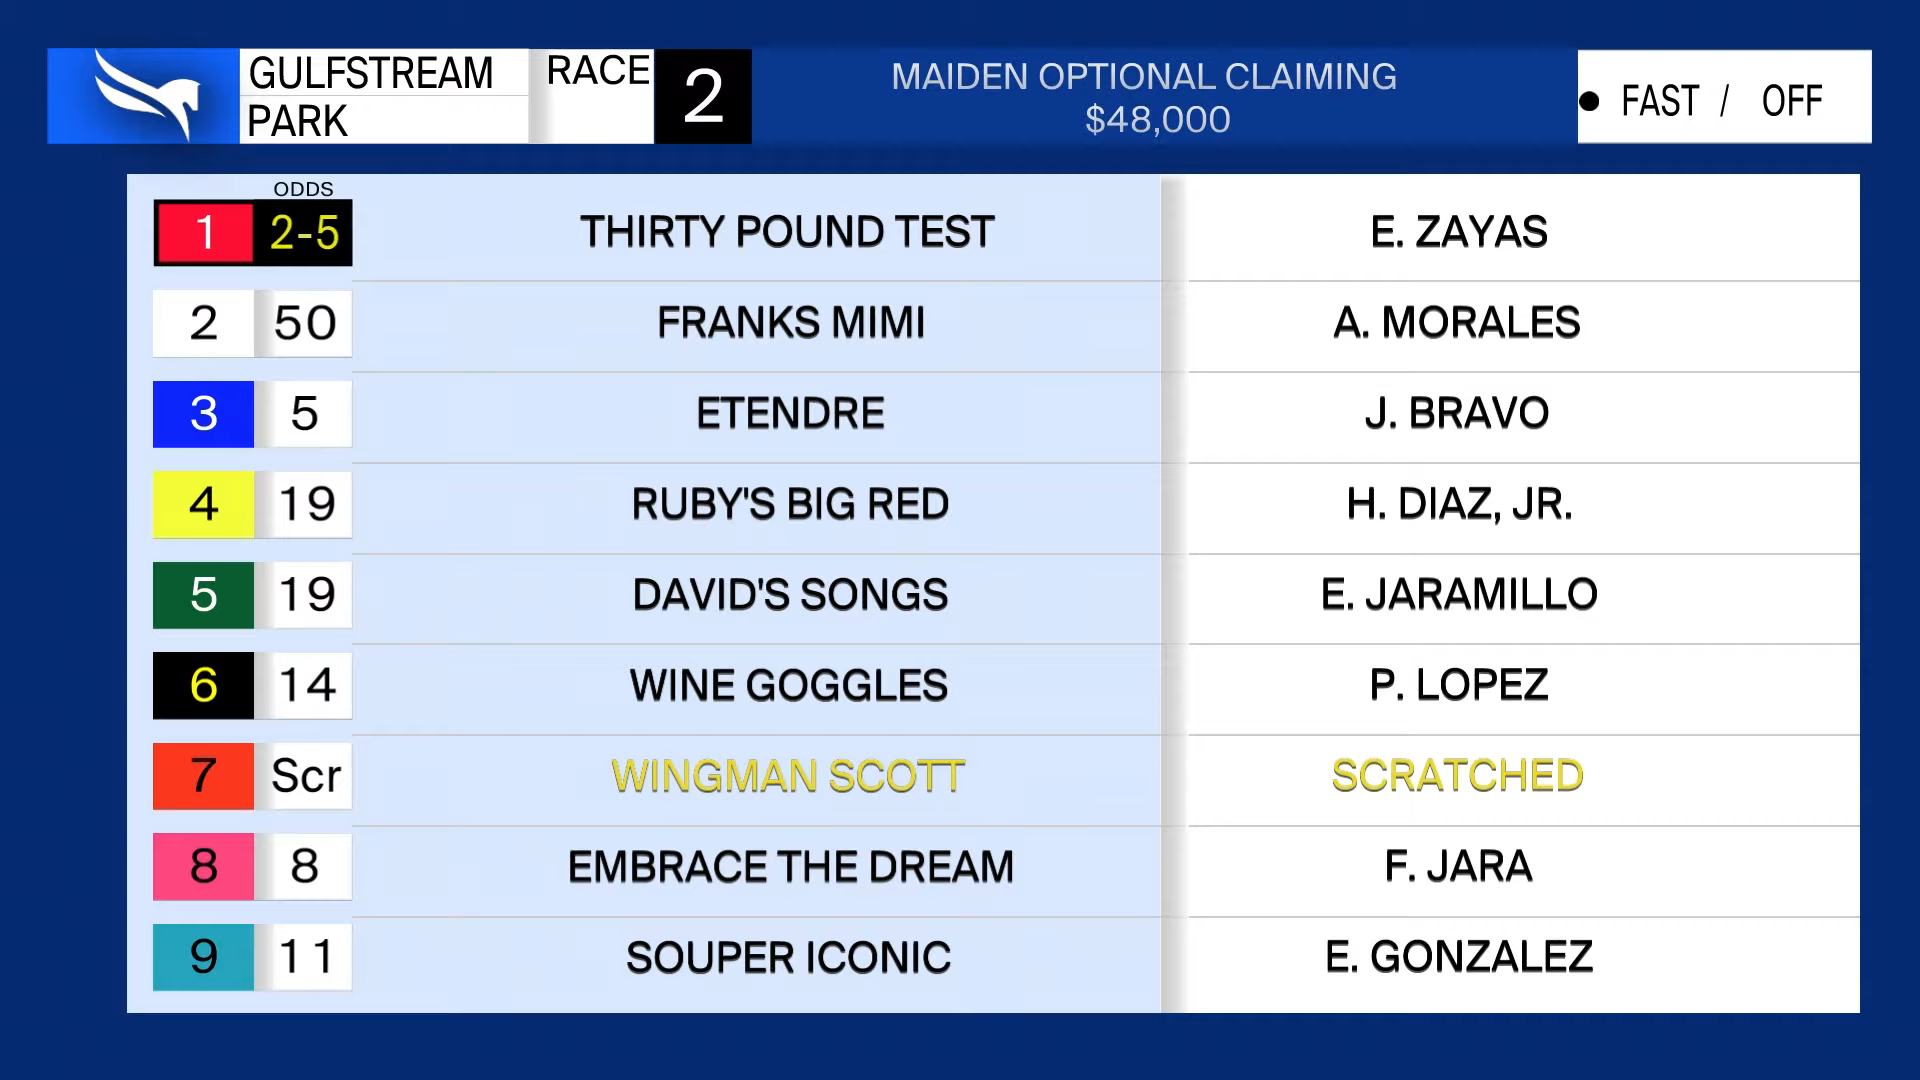 GULFSTREAM
PARK
RACE
2
MAIDEN OPTIONAL CLAIMING
$48,000
• FAST / OFF
ODDS
1 2-5 THIRTY POUND TEST E. ZAYAS
2 50 FRANKS MIMI A. MORALES
3 5 ETENDRE J. BRAVO
4 19 RUBY'S BIG RED H. DIAZ, JR.
5 19 DAVID'S SONGS E. JARAMILLO
6 14 WINE GOGGLES P. LOPEZ
7 Scr WINGMAN SCOTT SCRATCHED
8 8 EMBRACE THE DREAM F. JARA
9 11 SOUPER ICONIC E. GONZALEZ